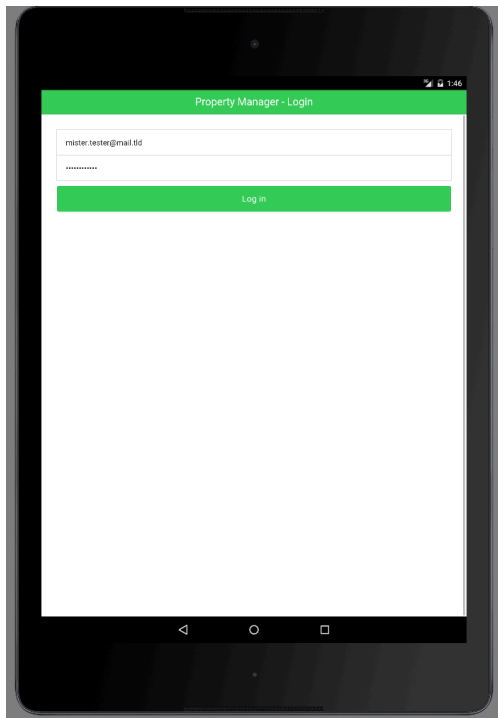 1:46
Property Manager - Login
mister.tester@mail.tld
............
Log in